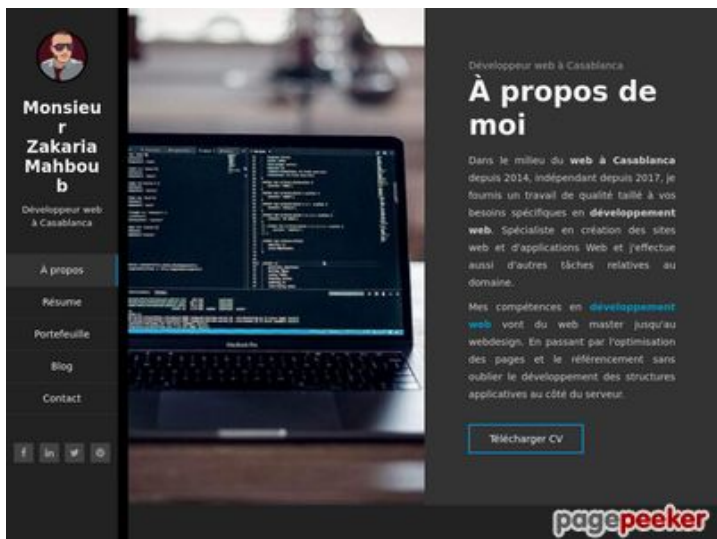 Monsieu
r
Zakaria
Mahbou
b
Développeur web
à Casablanca
À propos
Résume
Portefeuille
Blog
Contact
f in
MacBook Pro
Développeur web à Casablanca
À propos de
moi
Dans le milieu du web à Casablanca
depuis 2014, indépendant depuis 2017, je
fournis un travail de qualité taillé à vos
besoins spécifiques en développement
web. Spécialiste en création des sites
web et d'applications Web et j'effectue
aussi d'autres tâches relatives au
domaine.
Mes compétences en développement
web vont du web master jusqu'au
webdesign. En passant par l'optimisation
des pages et le référencement sans
oublier le développement des structures
applicatives au côté du serveur.
Télécharger CV
pagepeeker